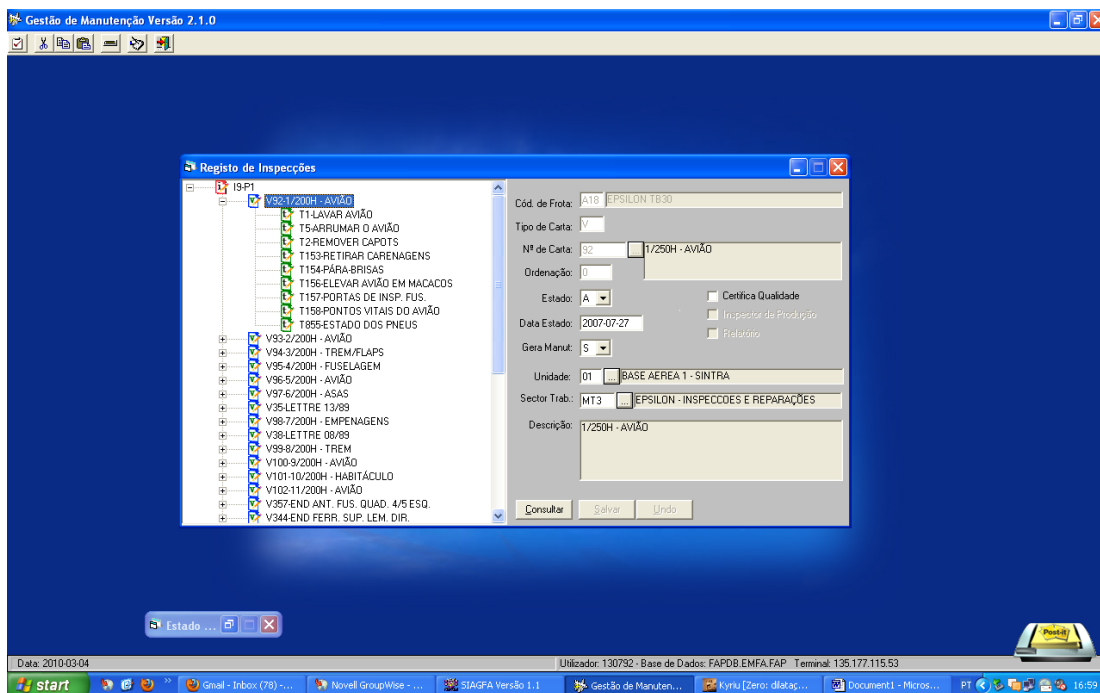 Gestão de Manutenção Versão 2.1.0
Registo de Inspecções
I9-P1
V92-1/200H - AVIÃO
T1-LAVAR AVIÃO
T5-ARRUMAR O AVIÃO
T2-REMOVER CAPOTS
T153-RETIRAR CARENAGENS
T154-PÁRA-BRISAS
T156-ELEVAR AVIÃO EM MACACOS
T157-PORTAS DE INSP. FUS.
T158-PONTOS VITAIS DO AVIÃO
T855-ESTADO DOS PNEUS
V93-2/200H - AVIÃO
V94-3/200H - TREM/FLAPS
V95-4/200H - FUSELAGEM
V96-5/200H - AVIÃO
V97-6/200H - ASAS
V35-LETTRE 13/89
V98-7/200H - EMPENAGENS
V38-LETTRE 08/89
V99-8/200H - TREM
V100-9/200H - AVIÃO
V101-10/200H - HABITÁCULO
V102-11/200H - AVIÃO
V357-END ANT. FUS. QUAD. 4/5 ESQ.
V344-END FERR. SUP. LEM. DIR.
Cód. de Frota: A18 EPSILON TB30
Tipo de Carta: V
Nº de Carta: 92 ... 1/250H - AVIÃO
Ordenação: 0
Estado: A
Certifica Qualidade
Inspector de Produção
Data Estado: 2007-07-27
Relatório
Gera Manut: S
Unidade: 01 ... BASE AEREA 1 - SINTRA
Sector Trab.: MT3 ... EPSILON - INSPECCOES E REPARAÇÕES
Descrição: 1/250H - AVIÃO
Consultar Salvar Undo
Estado ...
Post-it
Data: 2010-03-04 Utilizador: 130792 - Base de Dados: FAPDB.EMFA.FAP Terminal: 135.177.115.53
start » Gmail - Inbox (78) -... Novell GroupWise - ... SIAGFA Versão 1.1 Gestão de Manuten... Kyriu [Zero: dilataç... Document1 - Micros... PT 16:59